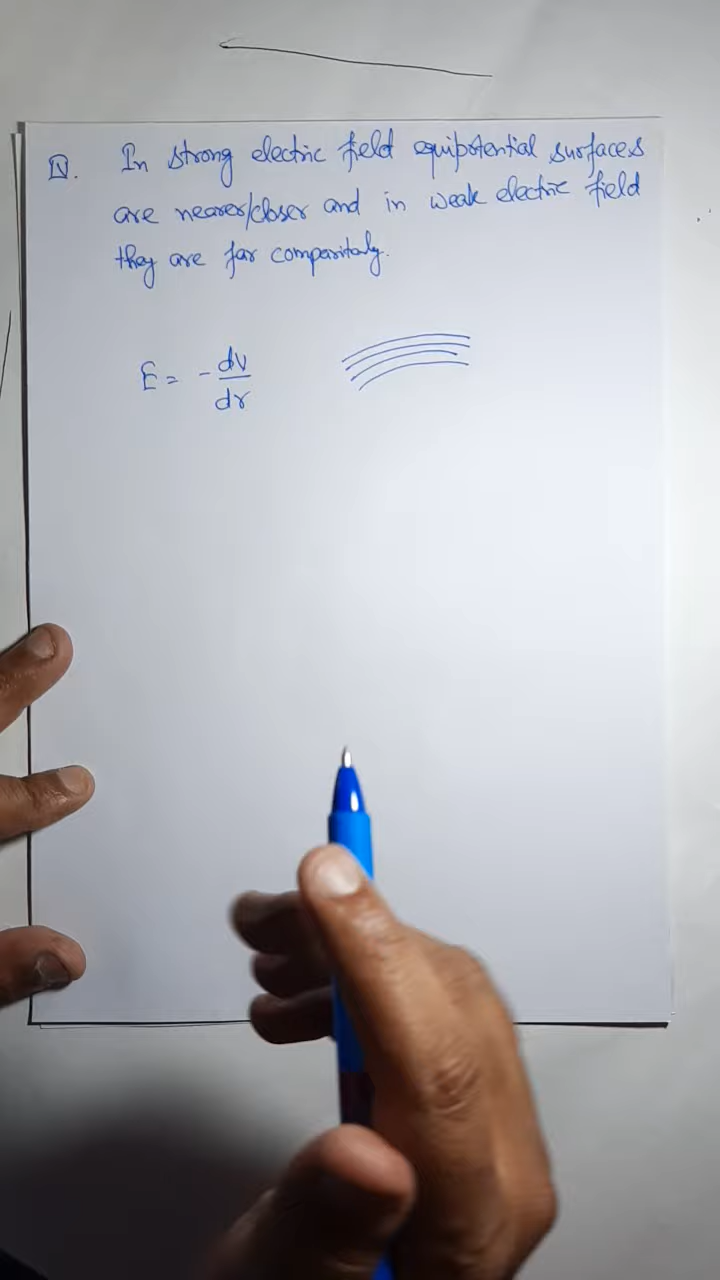 IV. In strong electric field equipotential surfaces
are nearer/closer and in weak electric field
they are far comparitaly.
E = - dv/dr